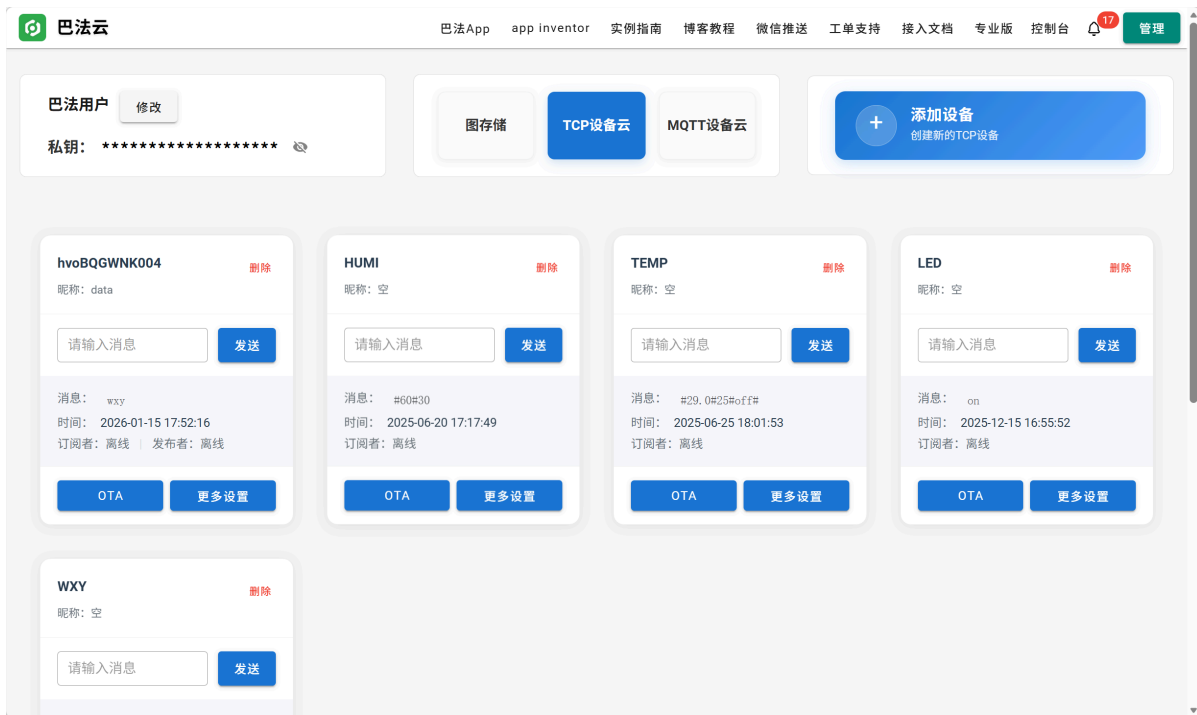 巴法云
巴法App app inventor 实例指南 博客教程 微信推送 工单支持 接入文档 专业版 控制台 17 管理
巴法用户 修改
私钥： ******************
图存储 TCP设备云 MQTT设备云
+ 添加设备
创建新的TCP设备
hvoBQGWNK004 删除
昵称：data
请输入消息 发送
消息： wxy
时间： 2026-01-15 17:52:16
订阅者：离线 | 发布者：离线
OTA 更多设置
HUMI 删除
昵称：空
请输入消息 发送
消息： #60#30
时间： 2025-06-20 17:17:49
订阅者：离线
OTA 更多设置
TEMP 删除
昵称：空
请输入消息 发送
消息： #29.0#25#off#
时间： 2025-06-25 18:01:53
订阅者：离线
OTA 更多设置
LED 删除
昵称：空
请输入消息 发送
消息： on
时间： 2025-12-15 16:55:52
订阅者：离线
OTA 更多设置
WXY 删除
昵称：空
请输入消息 发送